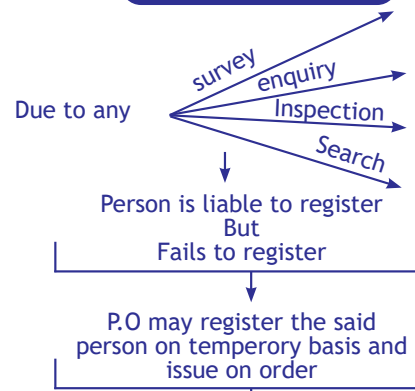 survey
enquiry
Due to any
Inspection
Search
Person is liable to register
But
Fails to register
P.O may register the said
person on temperory basis and
issue on order